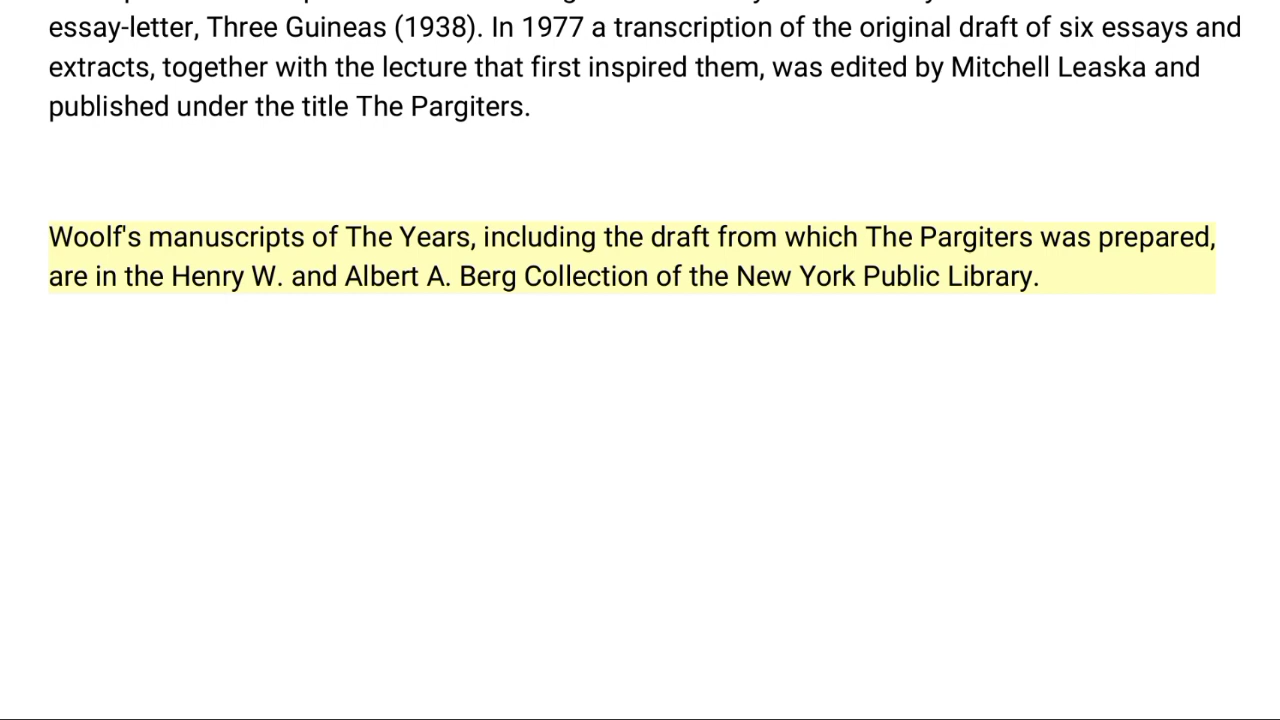 essay-letter, Three Guineas (1938). In 1977 a transcription of the original draft of six essays and
extracts, together with the lecture that first inspired them, was edited by Mitchell Leaska and
published under the title The Pargiters.
Woolf's manuscripts of The Years, including the draft from which The Pargiters was prepared,
are in the Henry W. and Albert A. Berg Collection of the New York Public Library.